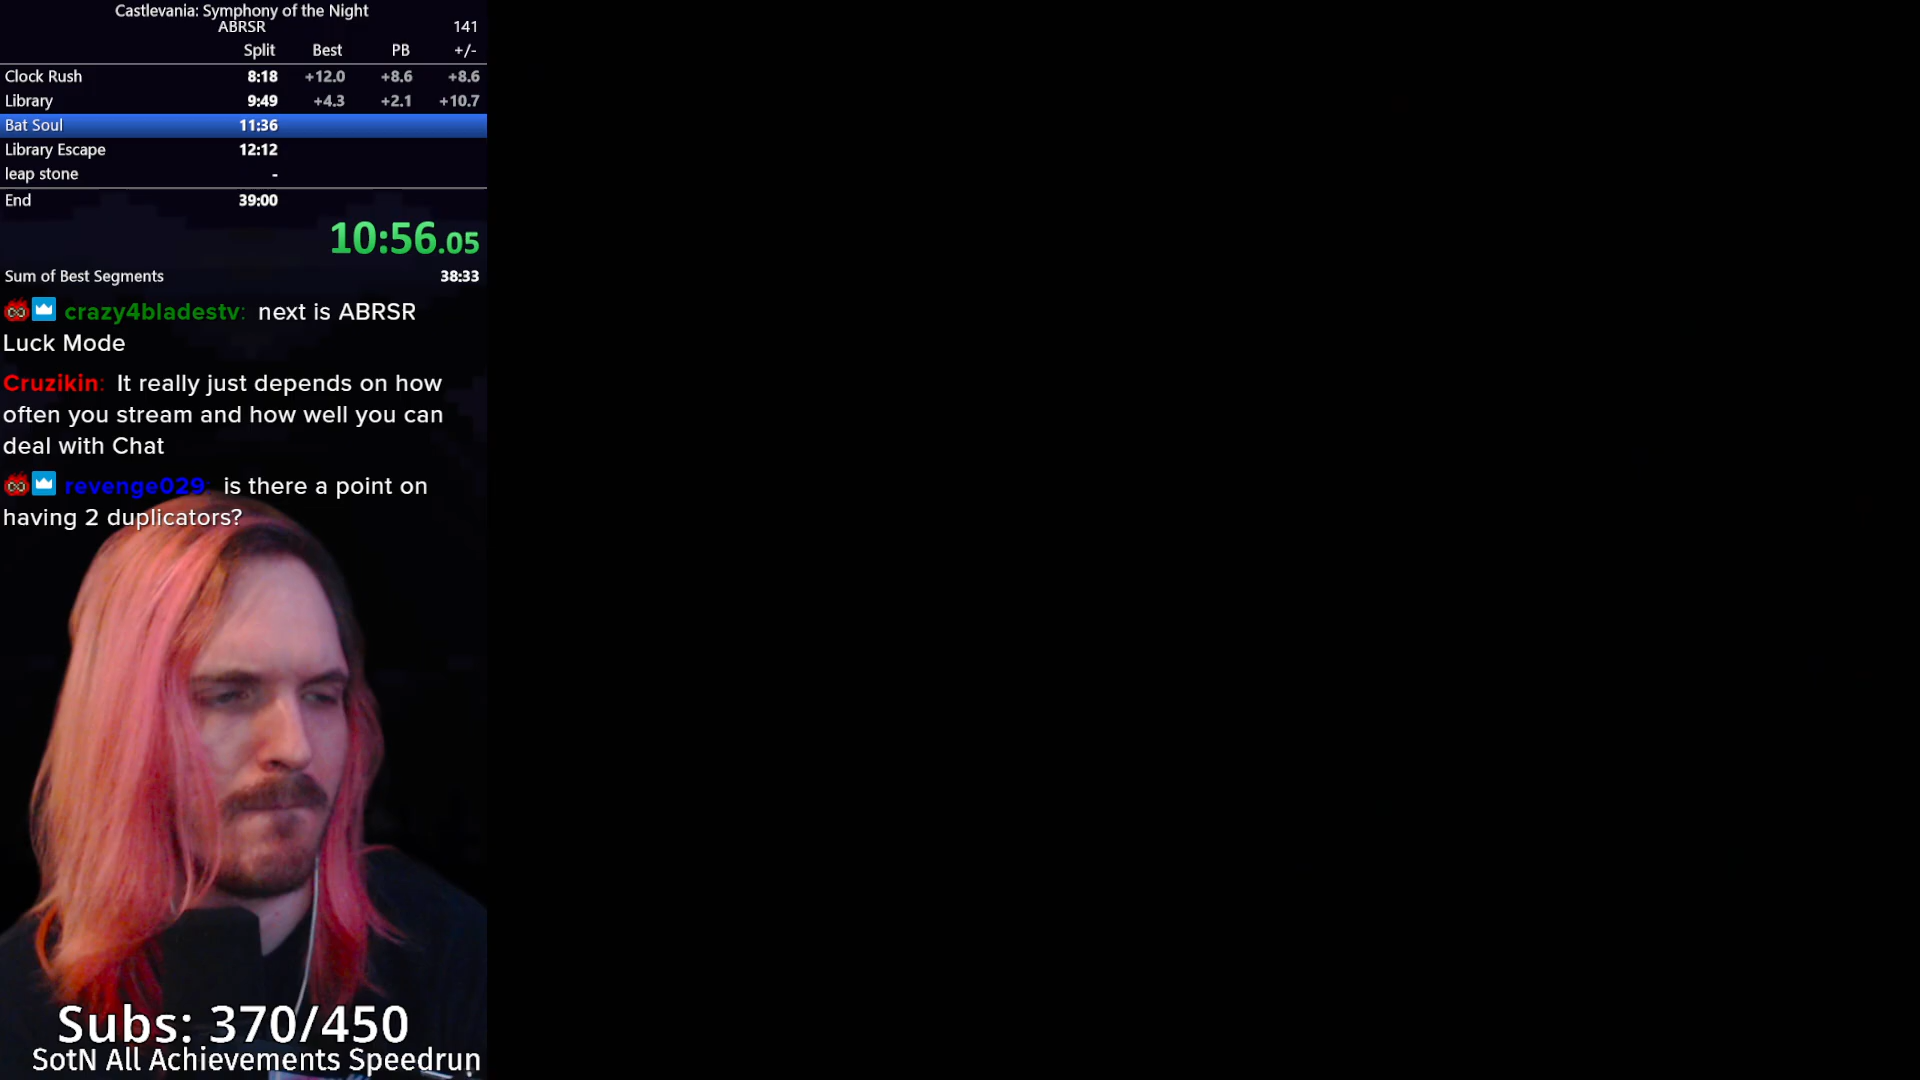 Castlevania: Symphony of the Night
ABRSR 141
Split Best PB +/-
Clock Rush 8:18 +12.0 +8.6 +8.6
Library 9:49 +4.3 +2.1 +10.7
Bat Soul 11:36
Library Escape 12:12
leap stone -
End 39:00
10:56.05
Sum of Best Segments 38:33
crazy4bladestv: next is ABRSR
Luck Mode
Cruzikin: It really just depends on how
often you stream and how well you can
deal with Chat
revenge029: is there a point on
having 2 duplicators?
Subs: 370/450
SotN All Achievements Speedrun